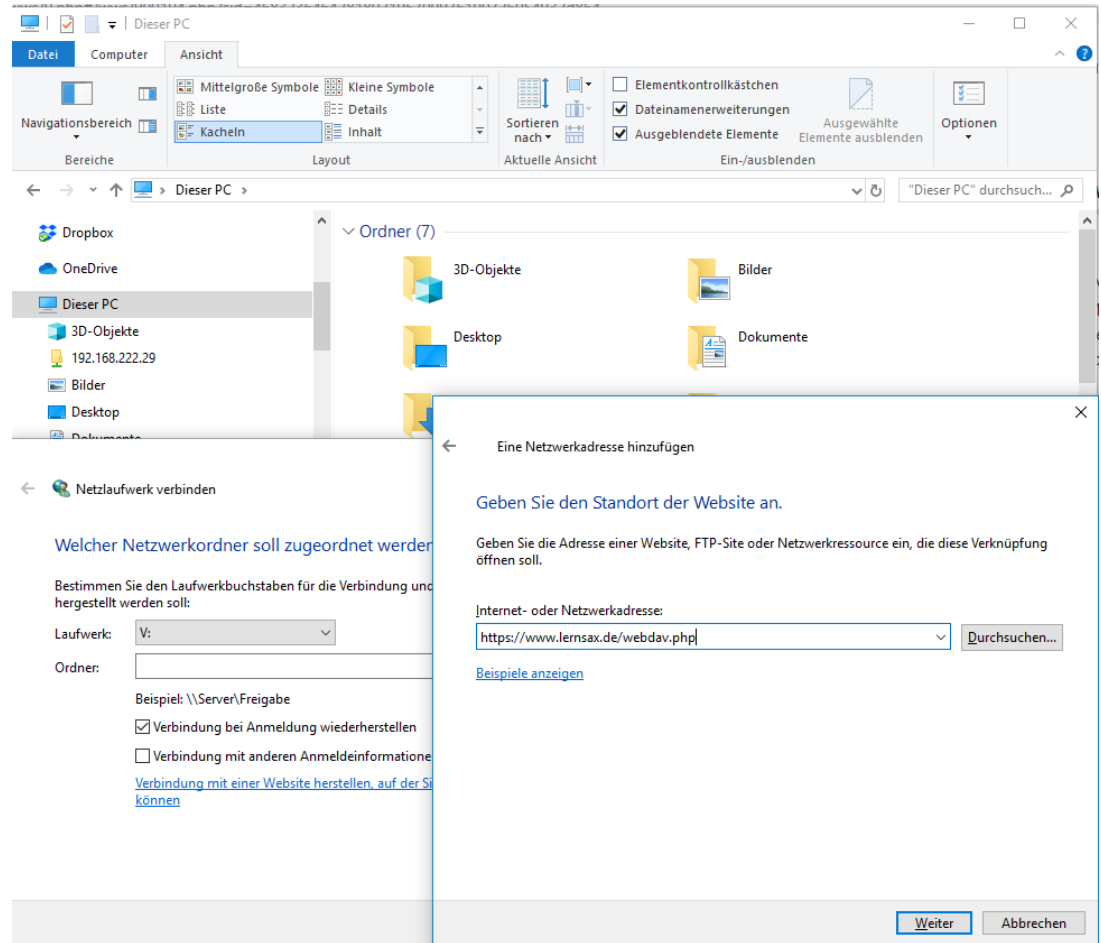 Dieser PC
Datei Computer Ansicht
Mittelgroße Symbole Kleine Symbole
Liste Details
Kacheln Inhalt
Navigationsbereich
Sortieren
nach
Elementkontrollkästchen
Dateinamenerweiterungen
Ausgeblendete Elemente
Ausgewählte
Elemente ausblenden
Optionen
Bereiche Layout Aktuelle Ansicht Ein-/ausblenden
Dieser PC
"Dieser PC" durchsuch...
Dropbox
OneDrive
Dieser PC
3D-Objekte
192.168.222.29
Bilder
Desktop
Dokumente
Ordner (7)
3D-Objekte Bilder
Desktop Dokumente
Netzlaufwerk verbinden
Welcher Netzwerkordner soll zugeordnet werden
Bestimmen Sie den Laufwerkbuchstaben für die Verbindung und
hergestellt werden soll:
Laufwerk: V:
Ordner:
Beispiel: \\Server\Freigabe
Verbindung bei Anmeldung wiederherstellen
Verbindung mit anderen Anmeldeinformatione
Verbindung mit einer Website herstellen, auf der Si
können
Eine Netzwerkadresse hinzufügen
Geben Sie den Standort der Website an.
Geben Sie die Adresse einer Website, FTP-Site oder Netzwerkressource ein, die diese Verknüpfung
öffnen soll.
Internet- oder Netzwerkadresse:
https://www.lernsax.de/webdav.php
Durchsuchen...
Beispiele anzeigen
Weiter Abbrechen